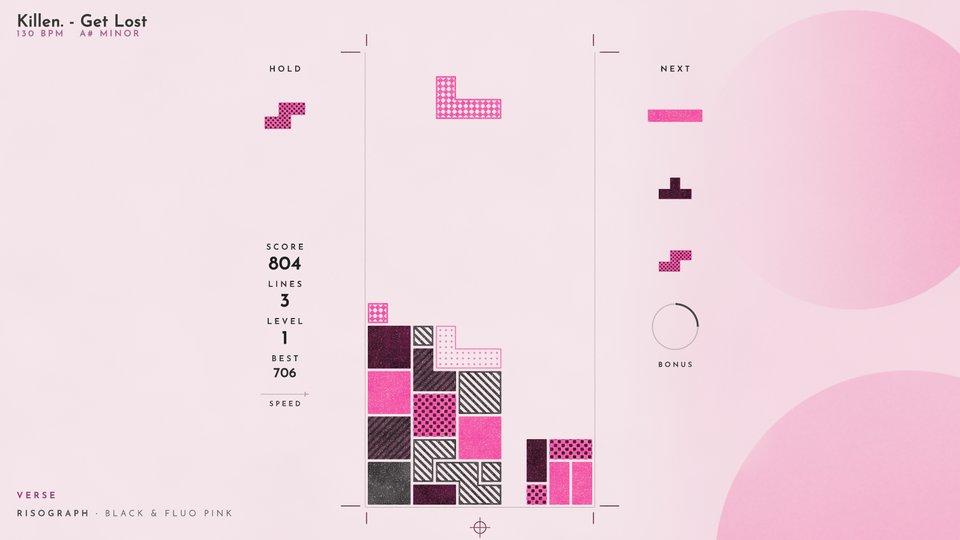 Killen. - Get Lost
130 BPM A# MINOR
HOLD
NEXT
SCORE
804
LINES
3
LEVEL
1
BEST
706
SPEED
BONUS
VERSE
RISOGRAPH · BLACK & FLUO PINK